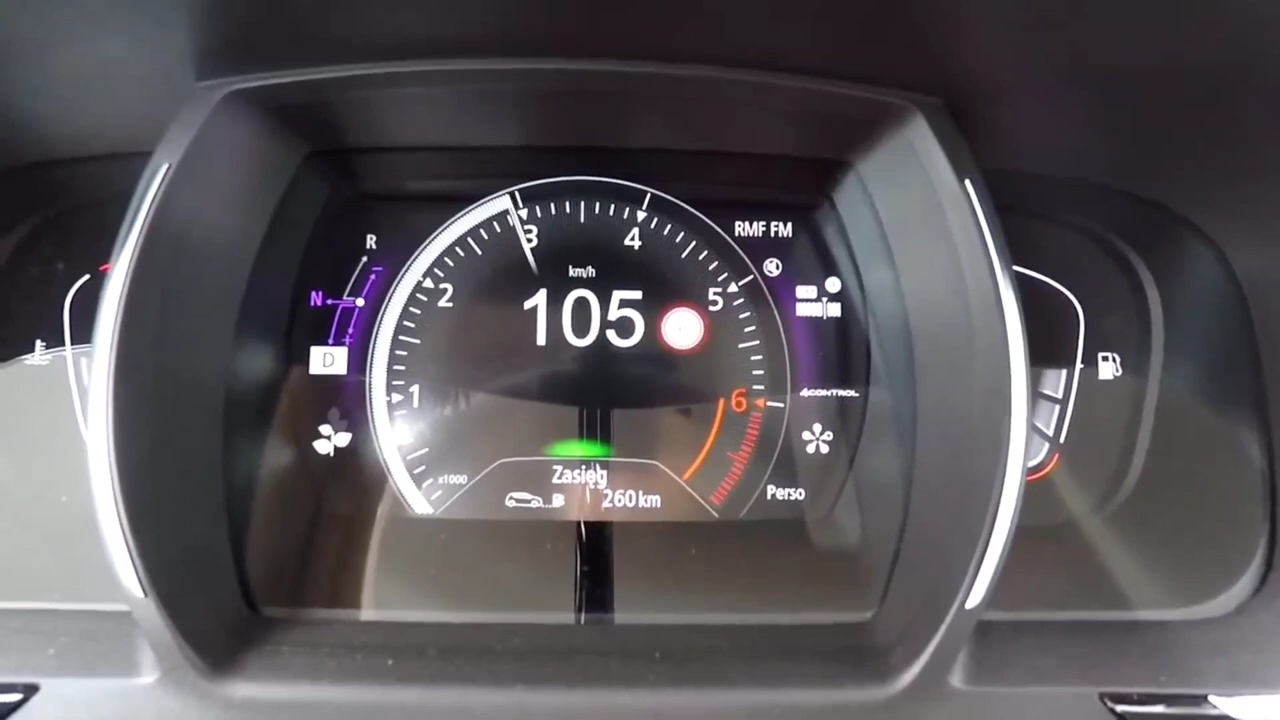 RMF FM
R
3
4
km/h
2
5
N
105
D
1
4CONTROL
6
x1000
Zasięg
260 km
Perso